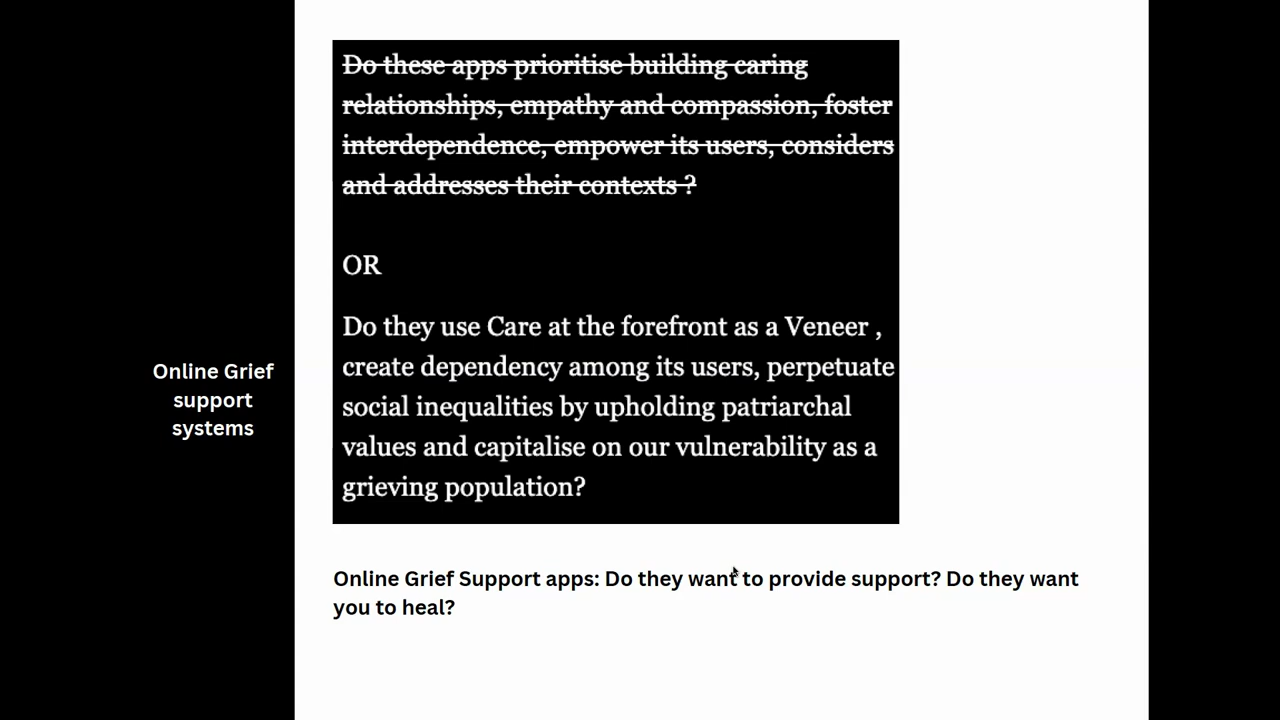 Do these apps prioritise building caring
relationships, empathy and compassion, foster
interdependence, empower its users, considers
and addresses their contexts ?
OR
Do they use Care at the forefront as a Veneer ,
create dependency among its users, perpetuate
social inequalities by upholding patriarchal
values and capitalise on our vulnerability as a
grieving population?
Online Grief
support
systems
Online Grief Support apps: Do they want to provide support? Do they want
you to heal?